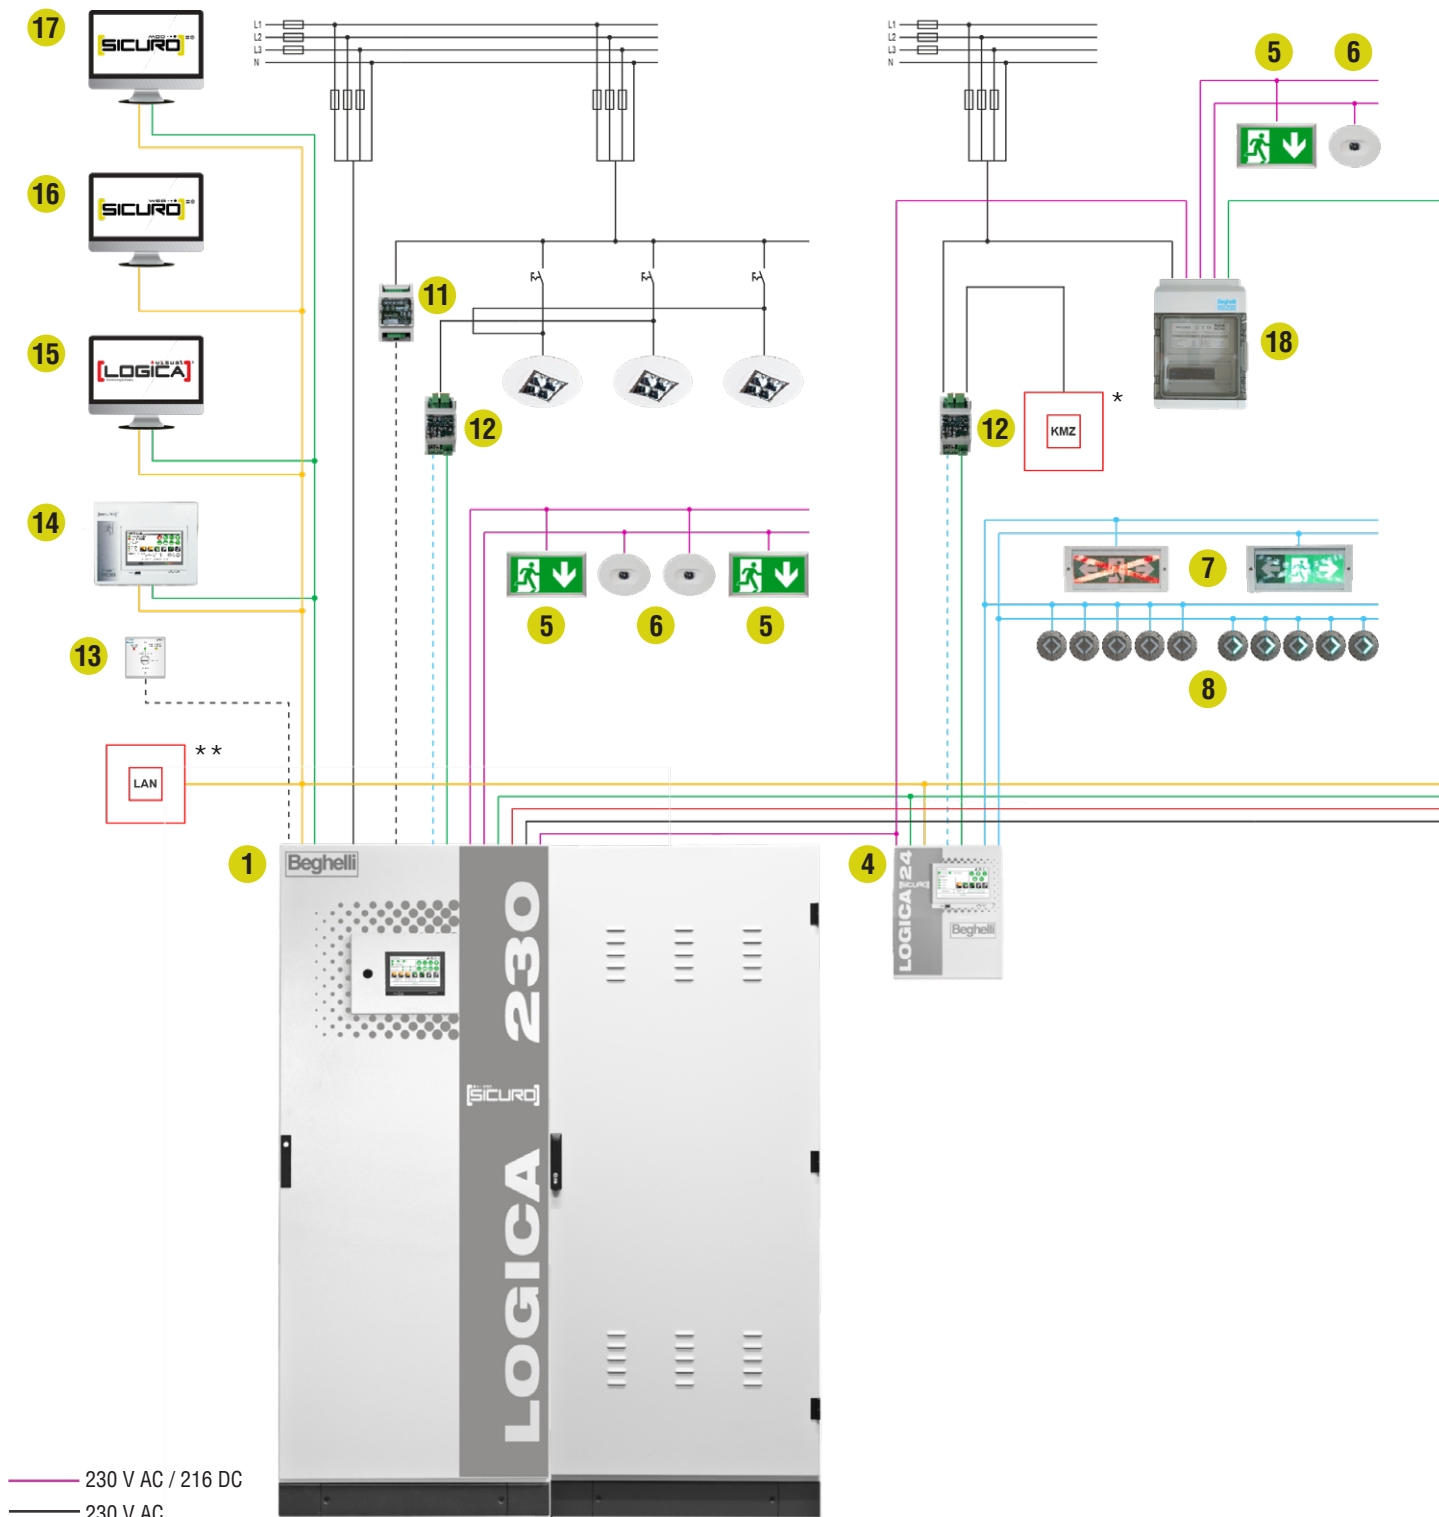 17
[SICURO]
L1
L2
L3
N
L1
L2
L3
N
5
6
16
[SICURO]
11
18
Beghelli
15
[LOGICA]
12
12
KMZ
*
14
5
6
5
7
13
8
LAN
**
1
Beghelli
LOGICA 230
[SICURO]
4
LOGICA 24
[SICURO]
Beghelli
230 V AC / 216 DC
230 V AC